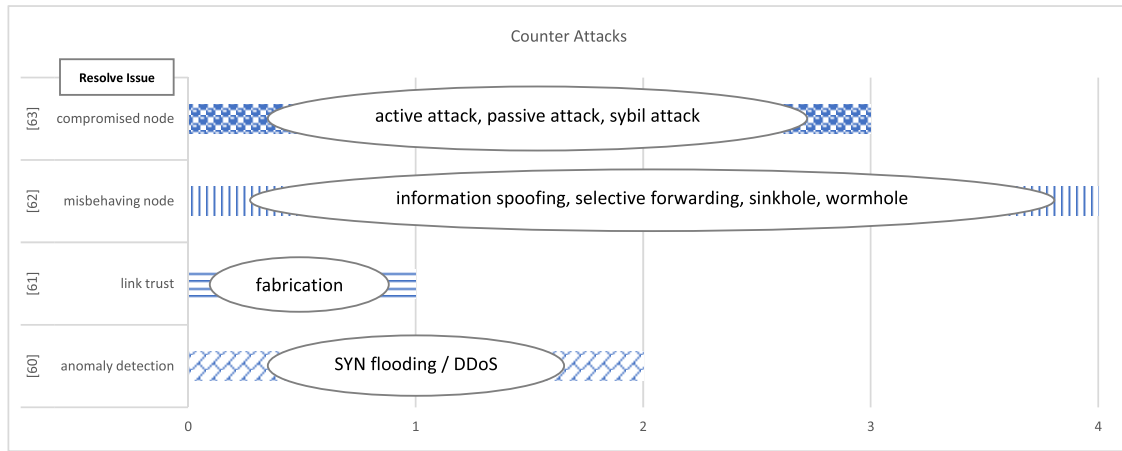 Counter Attacks
Resolve Issue
[63] compromised node active attack, passive attack, sybil attack
[62] misbehaving node information spoofing, selective forwarding, sinkhole, wormhole
[61] link trust fabrication
[60] anomaly detection SYN flooding / DDoS
0 1 2 3 4